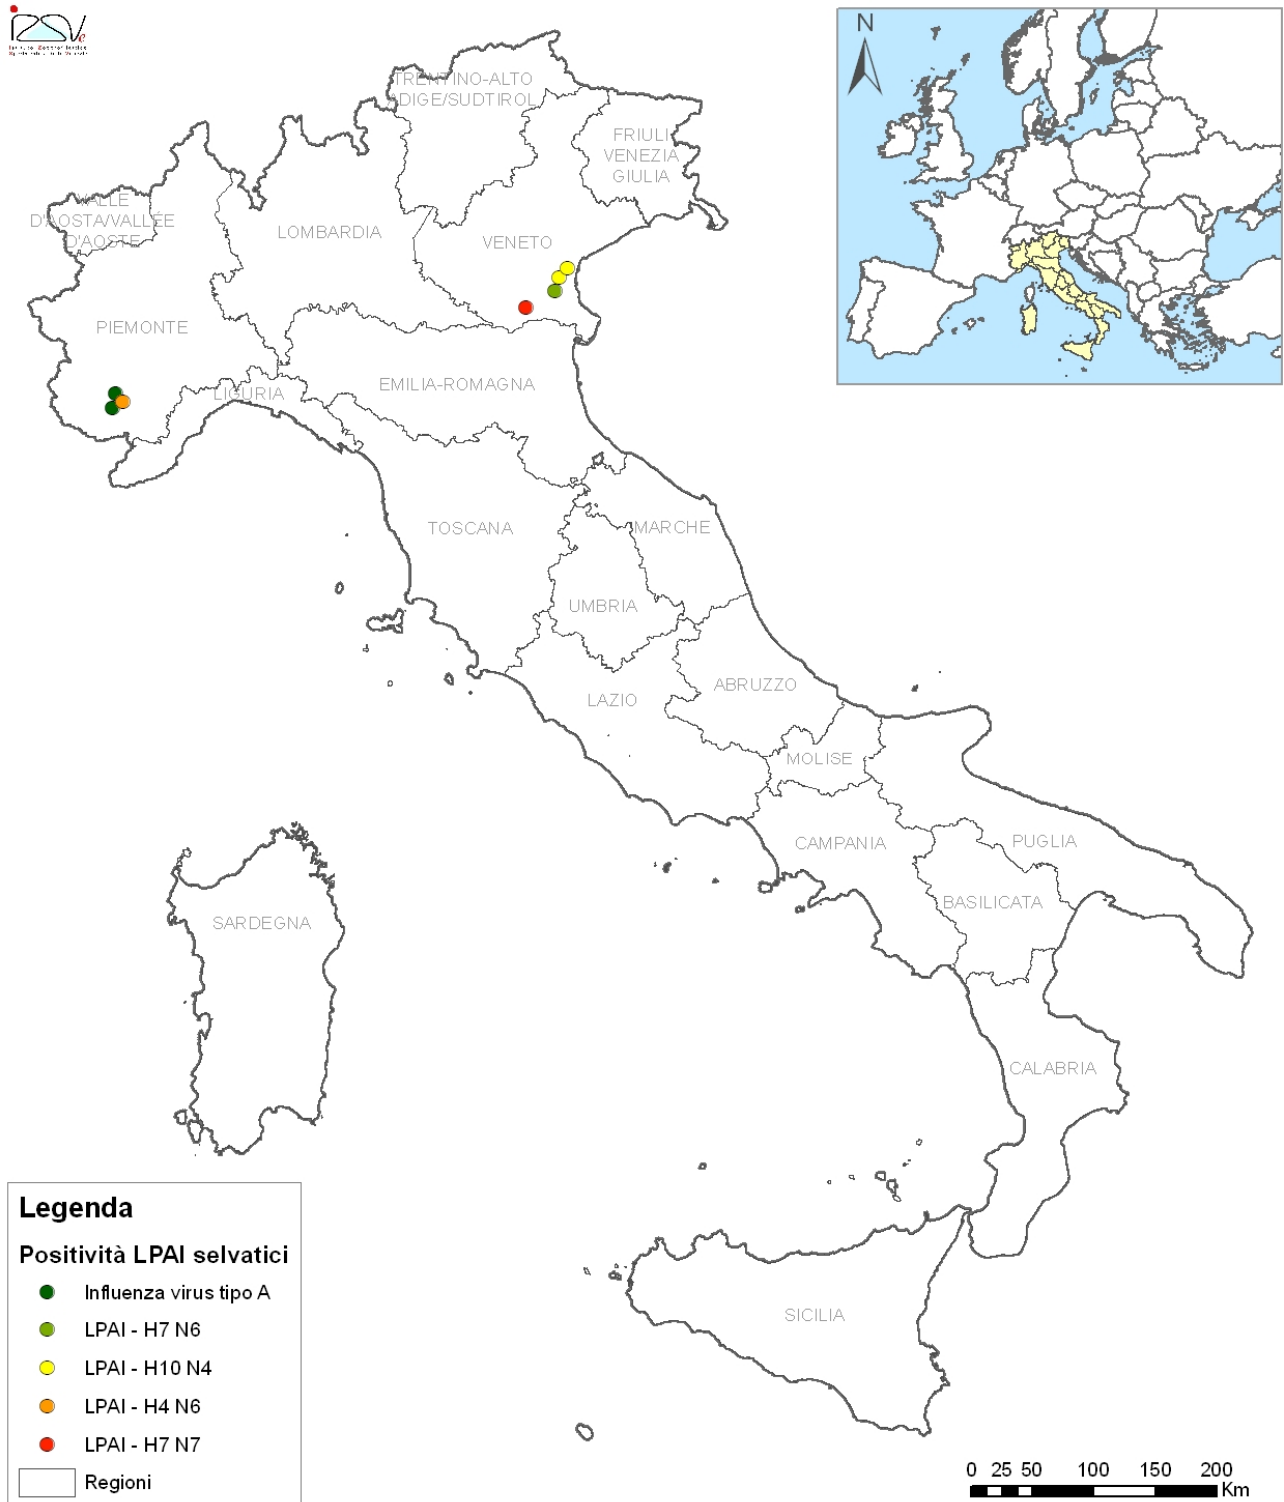 IZSVe
N
TRENTINO-ALTO
ADIGE/SUDTIROL
FRIULI
VENEZIA
GIULIA
VALLE
D'AOSTA/VALLÉE
D'AOSTE
LOMBARDIA
VENETO
PIEMONTE
LIGURIA
EMILIA-ROMAGNA
TOSCANA
MARCHE
UMBRIA
LAZIO
ABRUZZO
MOLISE
CAMPANIA
PUGLIA
BASILICATA
SARDEGNA
CALABRIA
SICILIA
Legenda
Positività LPAI selvatici
Influenza virus tipo A
LPAI - H7 N6
LPAI - H10 N4
LPAI - H4 N6
LPAI - H7 N7
Regioni
0 25 50 100 150 200
Km